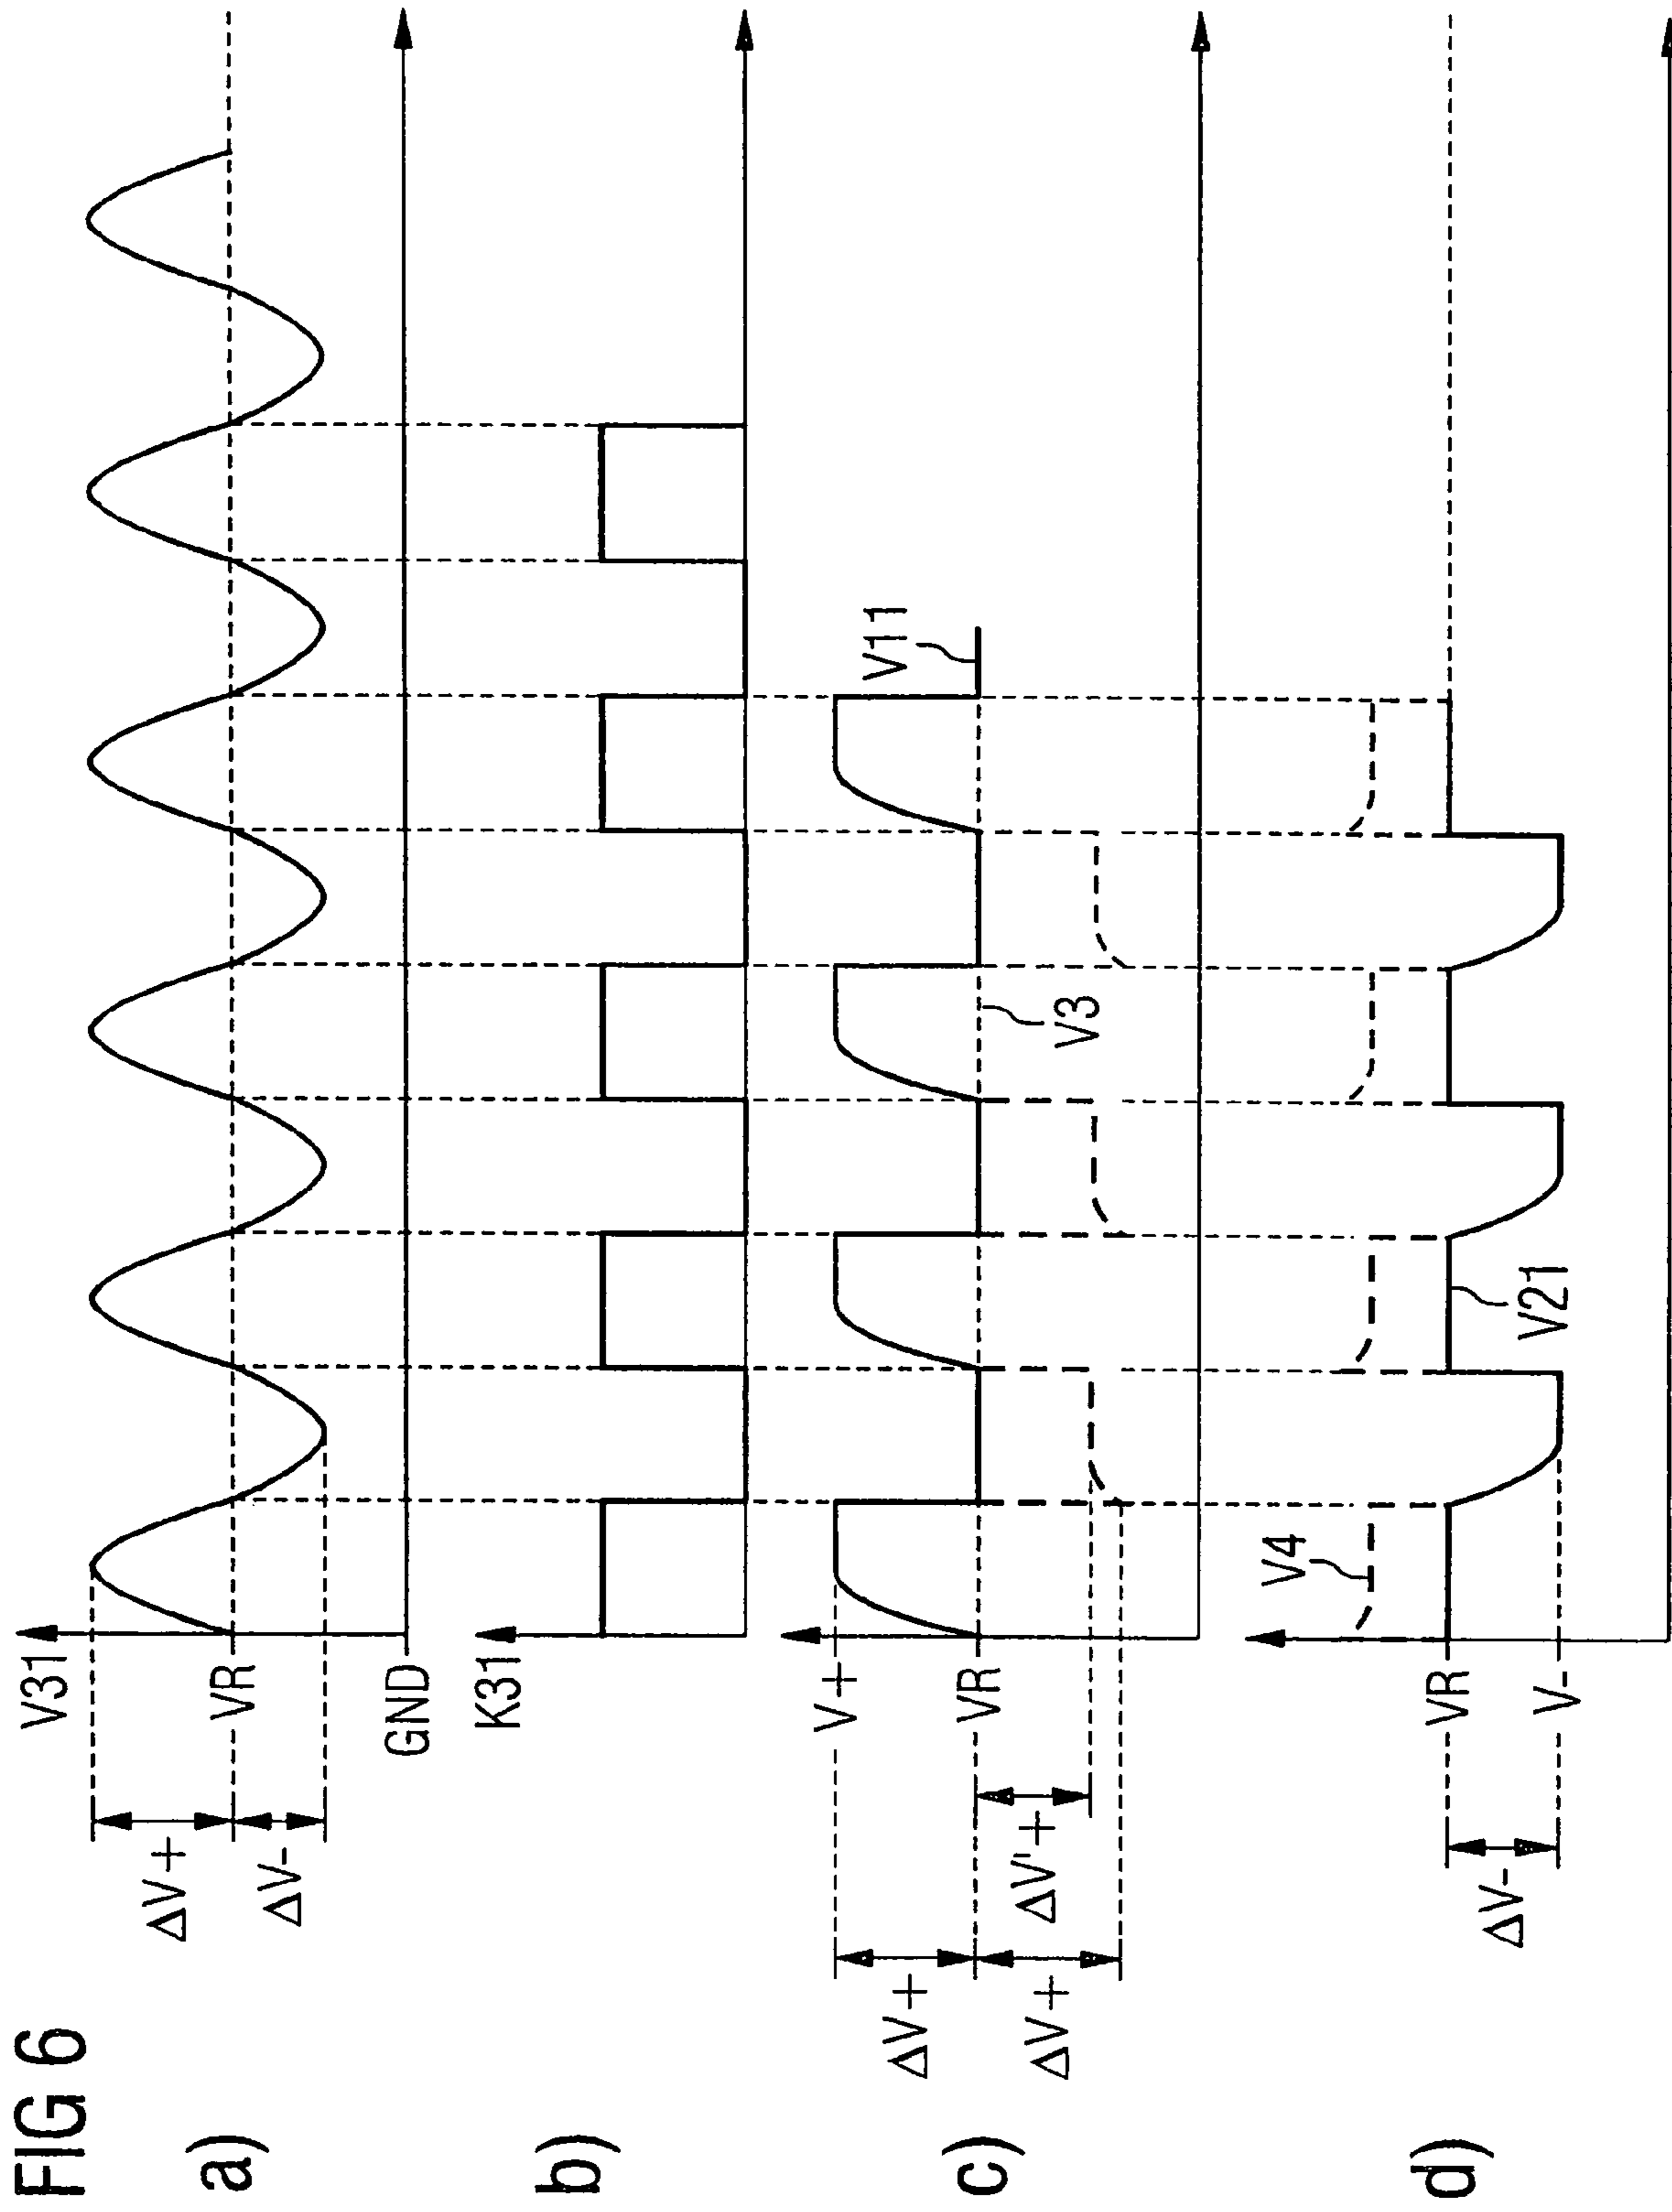 FIG 6
a)
V31
ΔV+
VR
ΔV-
GND
b)
K31
c)
V+
ΔV+
VR
V11
V3
ΔV'+
ΔV+
d)
V4
VR
V21
ΔV-
V-